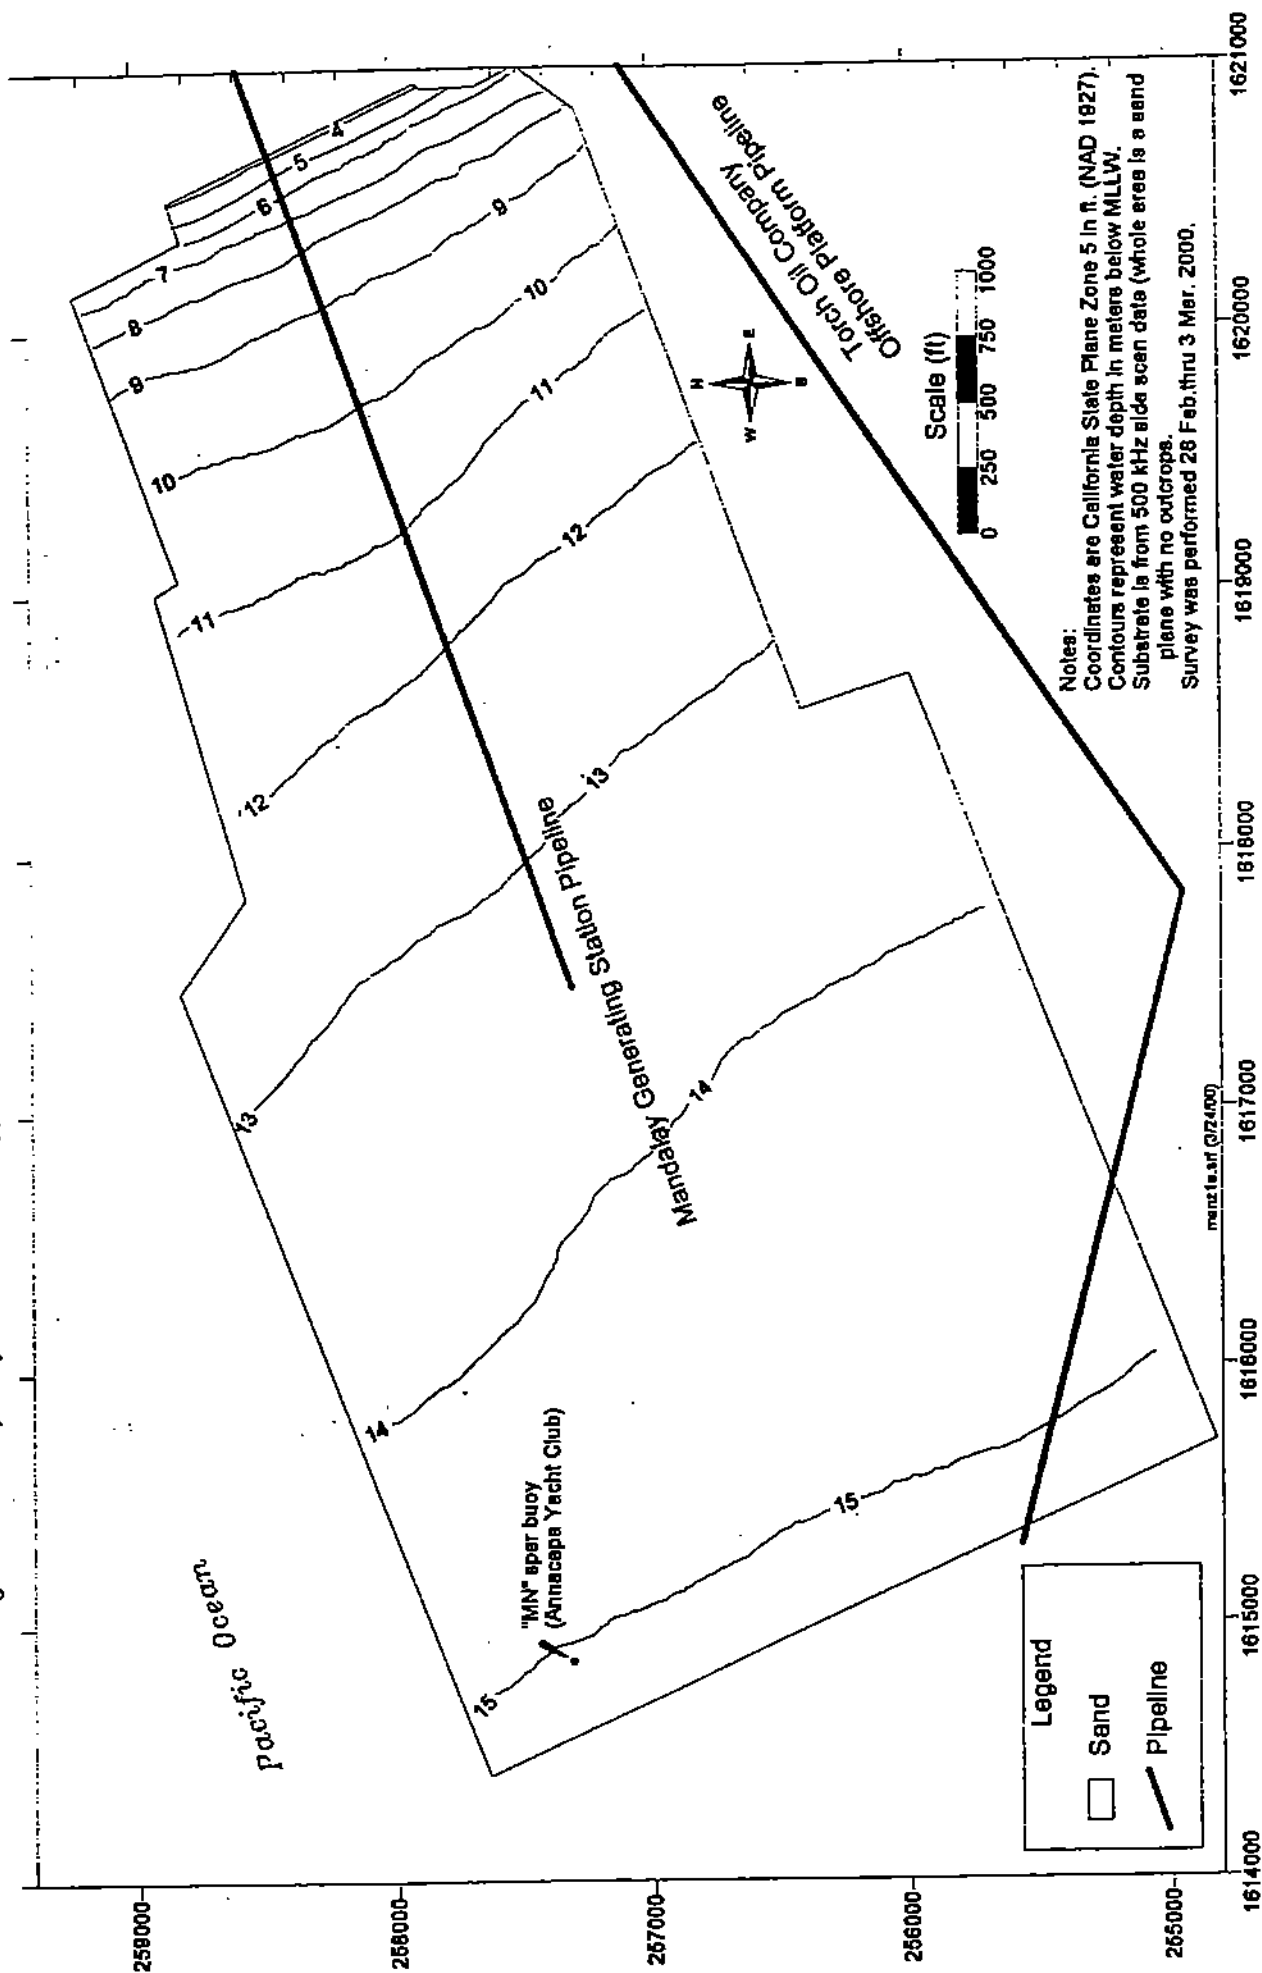 Pacific Ocean
4
5
6
7
8
9
9
10
10
11
11
12
12
13
13
14
14
15
15
"MN" spar buoy
(Annacapa Yacht Club)
Mandalay Generating Station Pipeline
Torch Oil Company
Offshore Platform Pipeline
N
W
E
S
Scale (ft)
0 250 500 750 1000
Notes:
Coordinates are California State Plane Zone 5 in ft. (NAD 1927).
Contours represent water depth in meters below MLLW.
Substrate is from 500 kHz side scan data (whole area is a sand
plane with no outcrops.
Survey was performed 28 Feb.thru 3 Mar. 2000.
Legend
Sand
Pipeline
259000
258000
257000
256000
255000
1614000 1615000 1616000 1617000 1618000 1619000 1620000 1621000